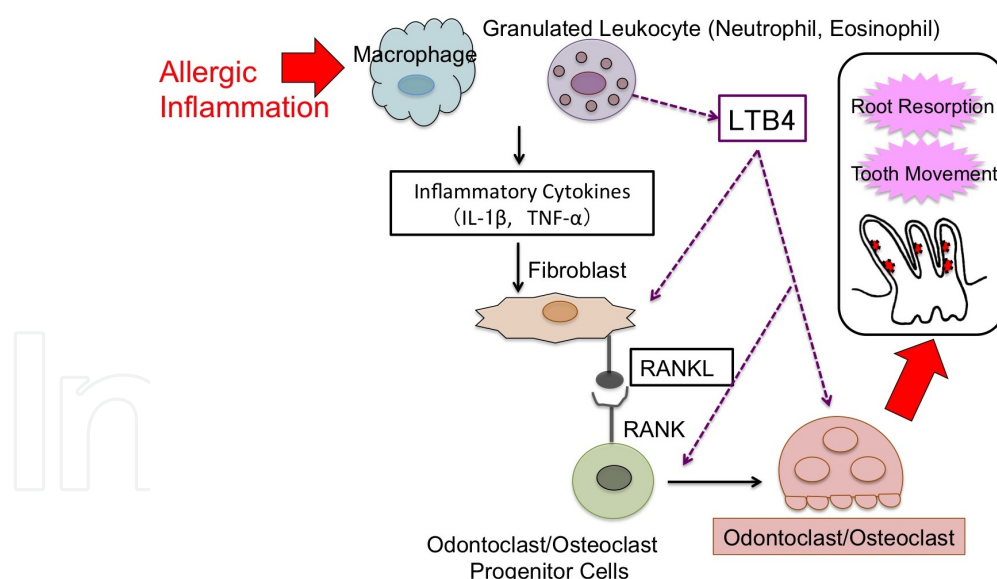 Granulated Leukocyte (Neutrophil, Eosinophil)
Macrophage
Allergic
Inflammation
LTB4
Root Resorption
Tooth Movement
Inflammatory Cytokines
(IL-1β, TNF-α)
Fibroblast
RANKL
RANK
Odontoclast/Osteoclast
Odontoclast/Osteoclast
Progenitor Cells
In